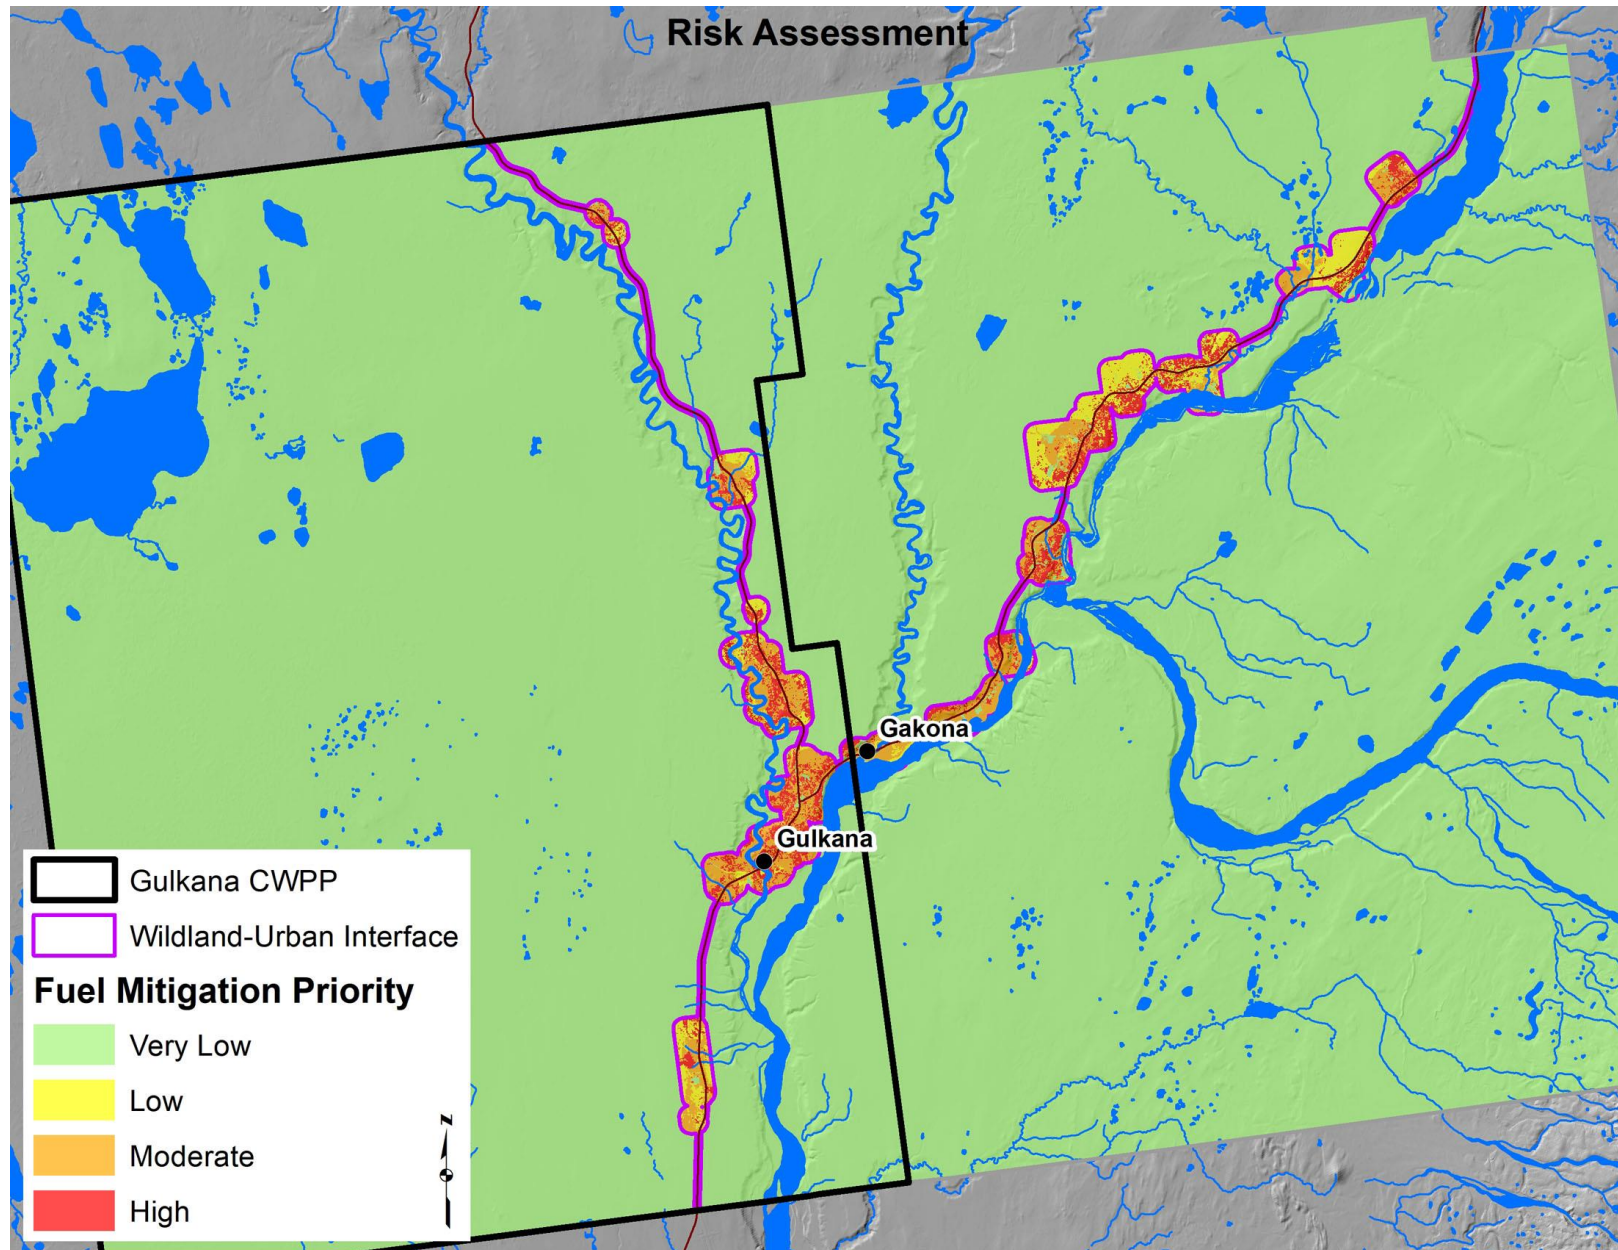 Risk Assessment
Gakona
Gulkana
Gulkana CWPP
Wildland-Urban Interface
Fuel Mitigation Priority
Very Low
Low
Moderate
High
N